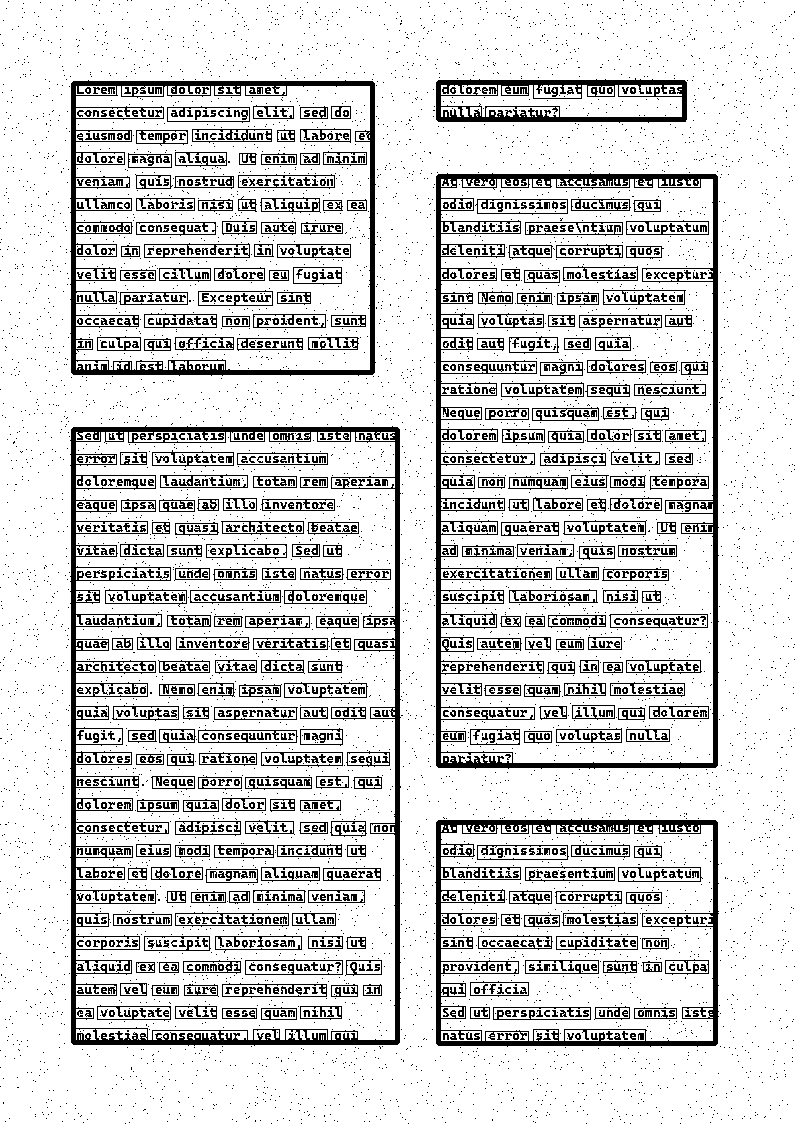 Lorem ipsum dolor sit amet,
consectetur adipiscing elit, sed do
eiusmod tempor incididunt ut labore et
dolore magna aliqua. Ut enim ad minim
veniam, quis nostrud exercitation
ullamco laboris nisi ut aliquip ex ea
commodo consequat. Duis aute irure
dolor in reprehenderit in voluptate
velit esse cillum dolore eu fugiat
nulla pariatur. Excepteur sint
occaecat cupidatat non proident, sunt
in culpa qui officia deserunt mollit
anim id est laborum.
Sed ut perspiciatis unde omnis iste natus
error sit voluptatem accusantium
doloremque laudantium, totam rem aperiam,
eaque ipsa quae ab illo inventore
veritatis et quasi architecto beatae
vitae dicta sunt explicabo. Sed ut
perspiciatis unde omnis iste natus error
sit voluptatem accusantium doloremque
laudantium, totam rem aperiam, eaque ipsa
quae ab illo inventore veritatis et quasi
architecto beatae vitae dicta sunt
explicabo. Nemo enim ipsam voluptatem
quia voluptas sit aspernatur aut odit aut
fugit, sed quia consequuntur magni
dolores eos qui ratione voluptatem sequi
nesciunt. Neque porro quisquam est, qui
dolorem ipsum quia dolor sit amet,
consectetur, adipisci velit, sed quia non
numquam eius modi tempora incidunt ut
labore et dolore magnam aliquam quaerat
voluptatem. Ut enim ad minima veniam,
quis nostrum exercitationem ullam
corporis suscipit laboriosam, nisi ut
aliquid ex ea commodi consequatur? Quis
autem vel eum iure reprehenderit qui in
ea voluptate velit esse quam nihil
molestiae consequatur, vel illum qui
dolorem eum fugiat quo voluptas
nulla pariatur?
At vero eos et accusamus et iusto
odio dignissimos ducimus qui
blanditiis praese\ntium voluptatum
deleniti atque corrupti quos
dolores et quas molestias excepturi
sint Nemo enim ipsam voluptatem
quia voluptas sit aspernatur aut
odit aut fugit, sed quia
consequuntur magni dolores eos qui
ratione voluptatem sequi nesciunt.
Neque porro quisquam est, qui
dolorem ipsum quia dolor sit amet,
consectetur, adipisci velit, sed
quia non numquam eius modi tempora
incidunt ut labore et dolore magnam
aliquam quaerat voluptatem. Ut enim
ad minima veniam, quis nostrum
exercitationem ullam corporis
suscipit laboriosam, nisi ut
aliquid ex ea commodi consequatur?
Quis autem vel eum iure
reprehenderit qui in ea voluptate
velit esse quam nihil molestiae
consequatur, vel illum qui dolorem
eum fugiat quo voluptas nulla
pariatur?
At vero eos et accusamus et iusto
odio dignissimos ducimus qui
blanditiis praesentium voluptatum
deleniti atque corrupti quos
dolores et quas molestias excepturi
sint occaecati cupiditate non
provident, similique sunt in culpa
qui officia
Sed ut perspiciatis unde omnis iste
natus error sit voluptatem